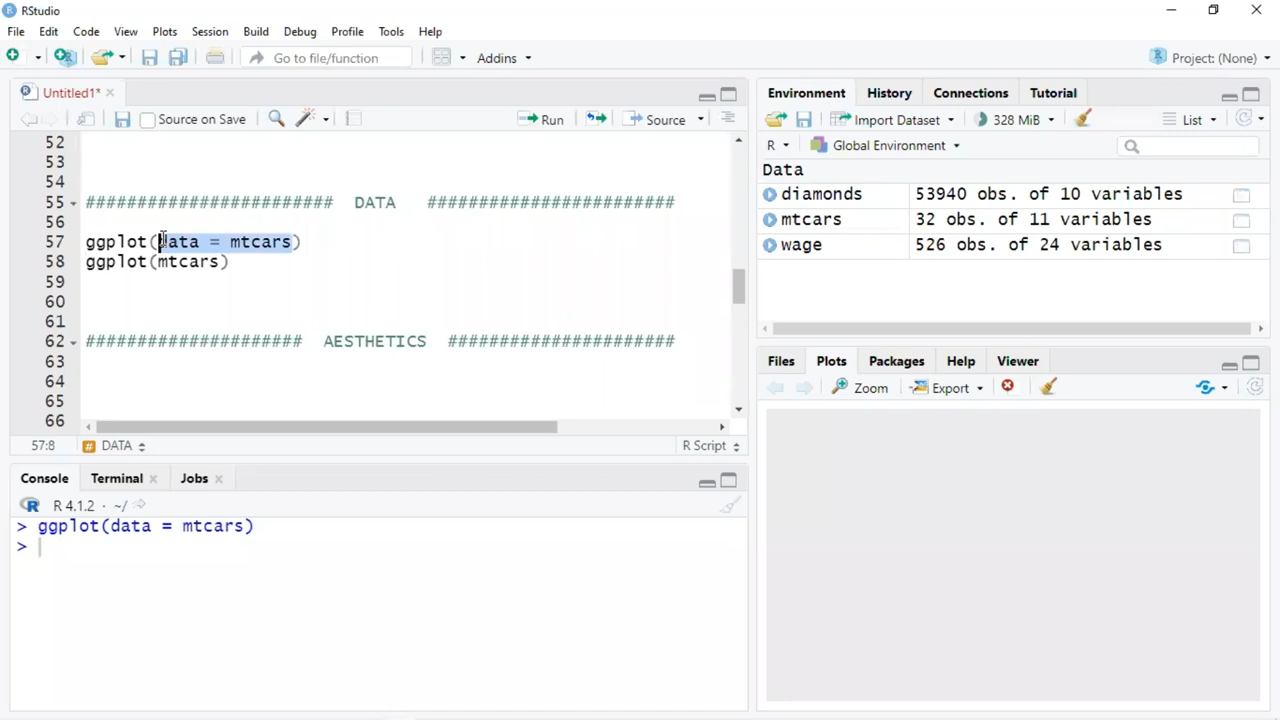 RStudio
File Edit Code View Plots Session Build Debug Profile Tools Help
Go to file/function Addins Project: (None)
Untitled1*
Source on Save Run Source
52
53
54
55 ######################## DATA ########################
56
57 ggplot(data = mtcars)
58 ggplot(mtcars)
59
60
61
62 ##################### AESTHETICS ######################
63
64
65
66
57:8 # DATA R Script
Console Terminal Jobs
R R 4.1.2 · ~/
> ggplot(data = mtcars)
>
Environment History Connections Tutorial
Import Dataset 328 MiB List
R Global Environment
Data
diamonds 53940 obs. of 10 variables
mtcars 32 obs. of 11 variables
wage 526 obs. of 24 variables
Files Plots Packages Help Viewer
Zoom Export